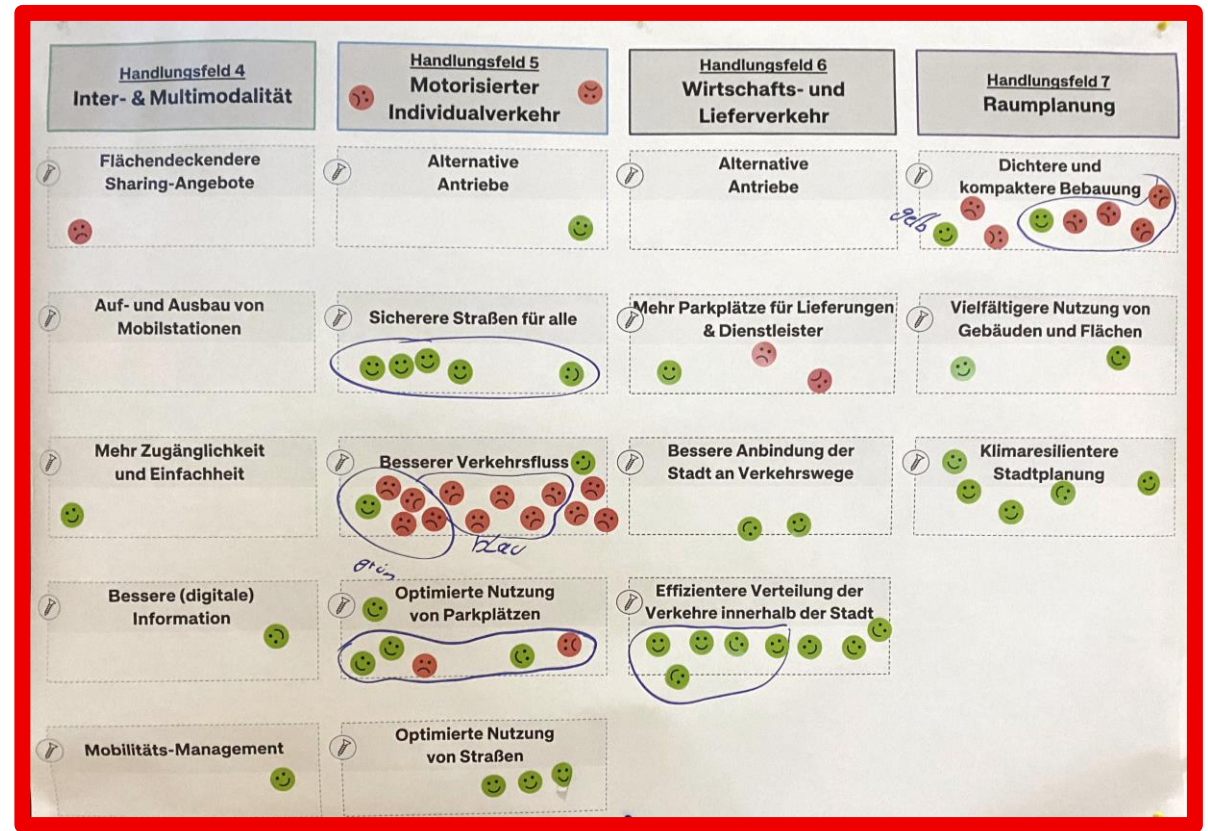 Handlungsfeld 4
Inter- & Multimodalität
Flächendeckendere
Sharing-Angebote
Auf- und Ausbau von
Mobilstationen
Mehr Zugänglichkeit
und Einfachheit
Bessere (digitale)
Information
Mobilitäts-Management
Handlungsfeld 5
Motorisierter
Individualverkehr
Alternative
Antriebe
Sicherere Straßen für alle
Besserer Verkehrsfluss
blau
grün
Optimierte Nutzung
von Parkplätzen
Optimierte Nutzung
von Straßen
Handlungsfeld 6
Wirtschafts- und
Lieferverkehr
Alternative
Antriebe
Mehr Parkplätze für Lieferungen
& Dienstleister
Bessere Anbindung der
Stadt an Verkehrswege
Effizientere Verteilung der
Verkehre innerhalb der Stadt
Handlungsfeld 7
Raumplanung
Dichtere und
kompaktere Bebauung
gelb
Vielfältigere Nutzung von
Gebäuden und Flächen
Klimaresilientere
Stadtplanung